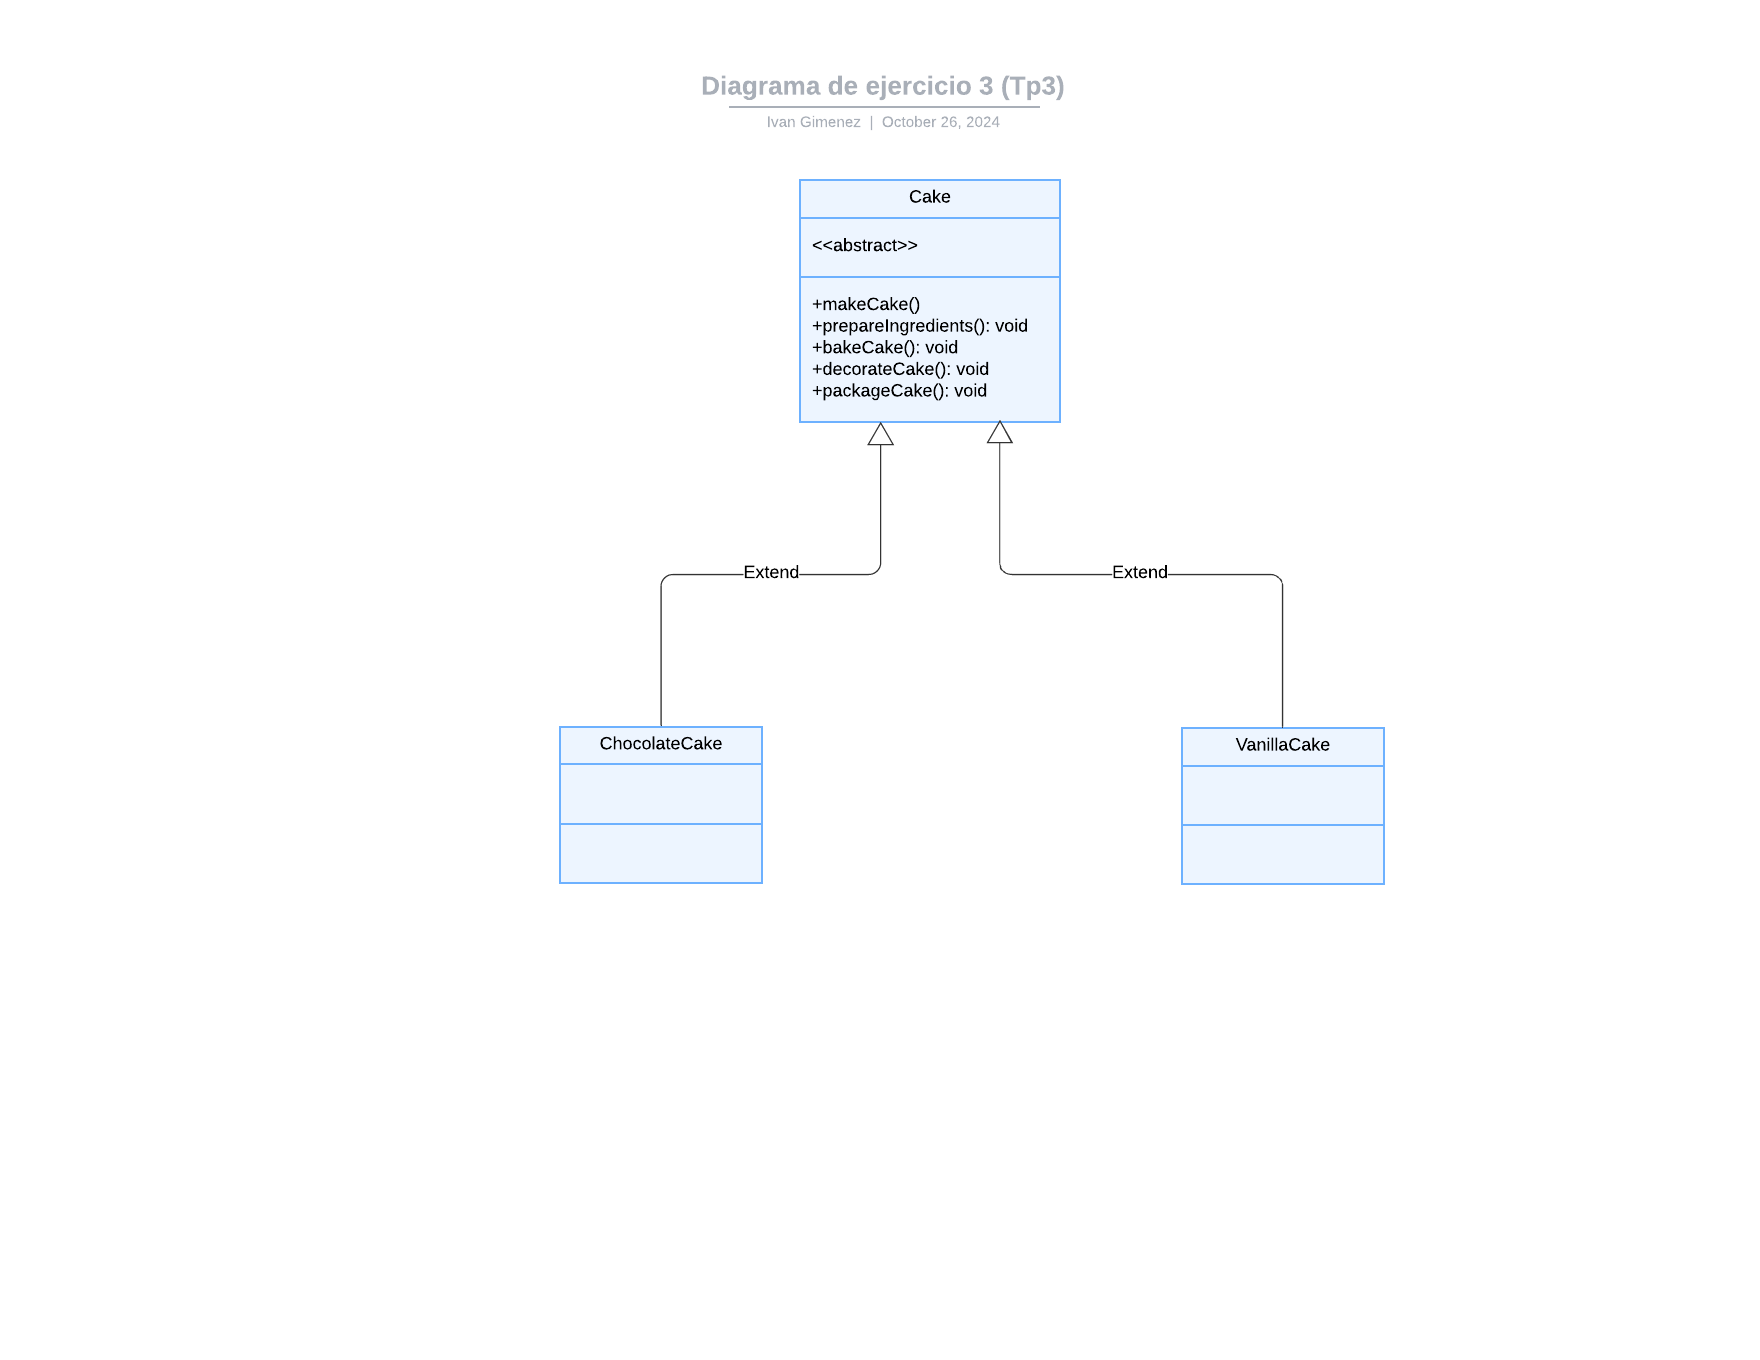 Diagrama de ejercicio 3 (Tp3)
Ivan Gimenez | October 26, 2024
Cake
<<abstract>>
+makeCake()
+prepareIngredients(): void
+bakeCake(): void
+decorateCake(): void
+packageCake(): void
Extend
Extend
ChocolateCake
VanillaCake